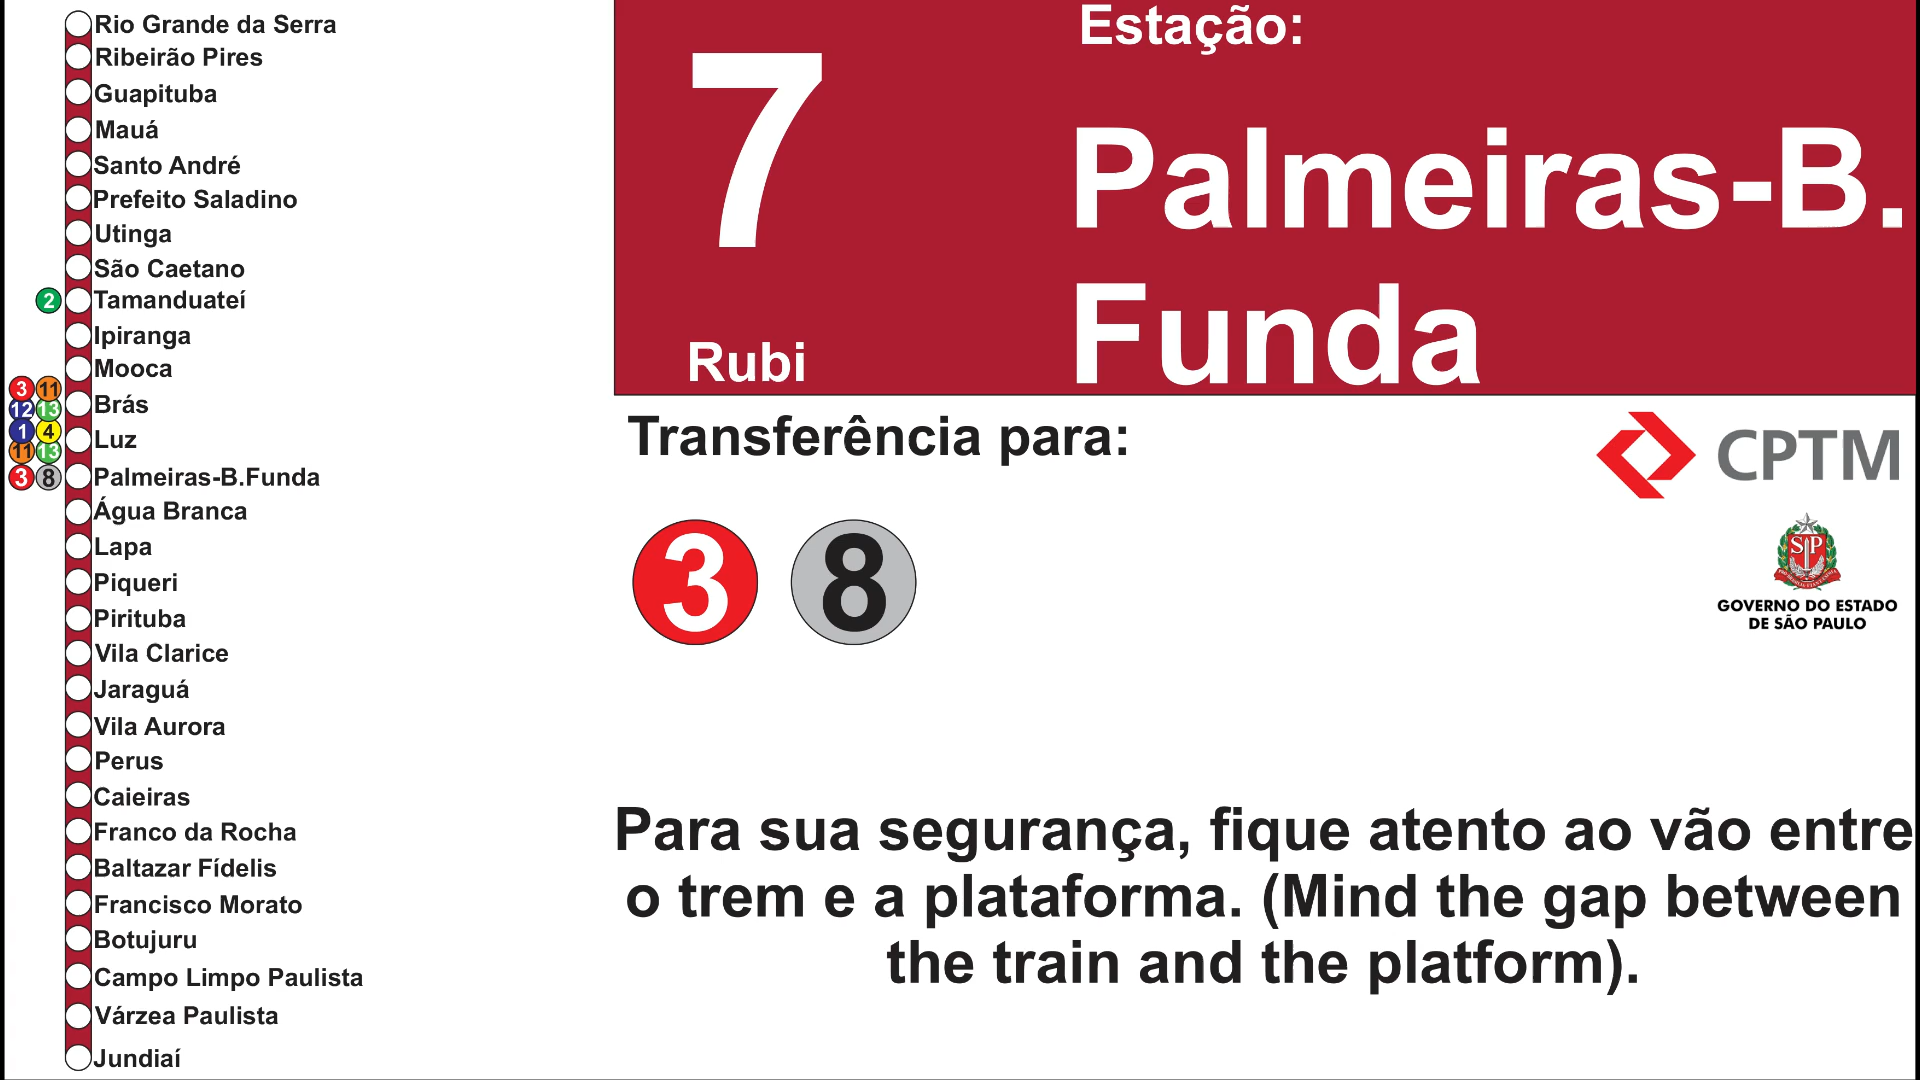 Rio Grande da Serra
Ribeirão Pires
Guapituba
Mauá
Santo André
Prefeito Saladino
Utinga
São Caetano
2 Tamanduateí
Ipiranga
Mooca
3 11
Brás
12 13
1 4
Luz
11 13
3 8 Palmeiras-B.Funda
Água Branca
Lapa
Piqueri
Pirituba
Vila Clarice
Jaraguá
Vila Aurora
Perus
Caieiras
Franco da Rocha
Baltazar Fídelis
Francisco Morato
Botujuru
Campo Limpo Paulista
Várzea Paulista
Jundiaí
7
Rubi
Estação:
Palmeiras-B.
Funda
Transferência para:
3 8
CPTM
SP
GOVERNO DO ESTADO
DE SÃO PAULO
Para sua segurança, fique atento ao vão entre
o trem e a plataforma. (Mind the gap between
the train and the platform).